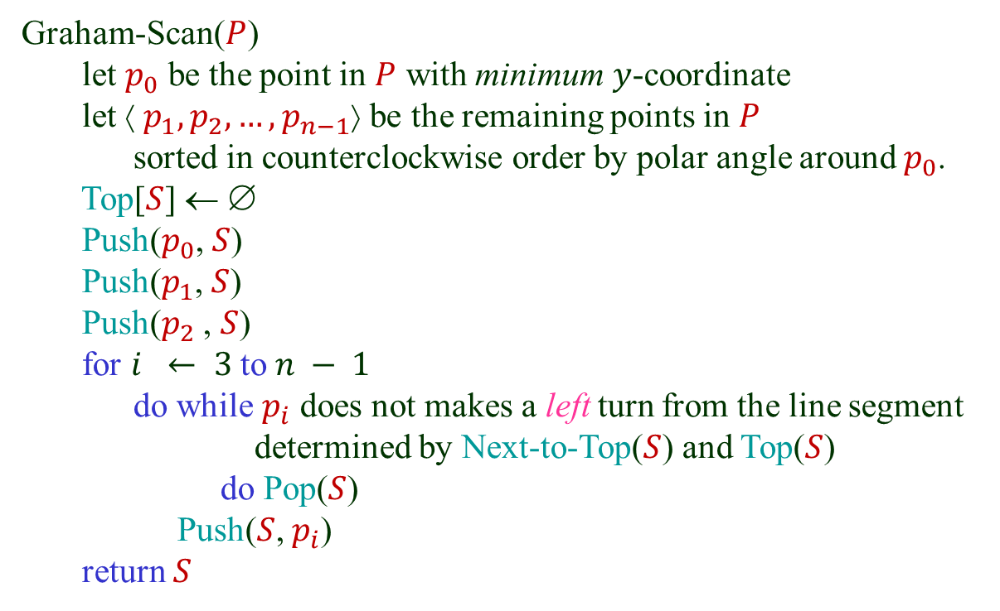 Graham-Scan(P)
let p₀ be the point in P with minimum y-coordinate
let ⟨ p₁, p₂, …, pₙ₋₁⟩ be the remaining points in P
sorted in counterclockwise order by polar angle around p₀.
Top[S] ← ∅
Push(p₀, S)
Push(p₁, S)
Push(p₂ , S)
for i ← 3 to n − 1
do while pᵢ does not makes a left turn from the line segment
determined by Next-to-Top(S) and Top(S)
do Pop(S)
Push(S, pᵢ)
return S